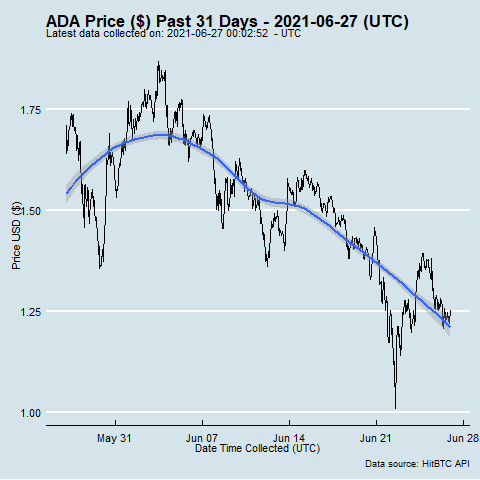 ADA Price ($) Past 31 Days - 2021-06-27 (UTC)
Latest data collected on: 2021-06-27 00:02:52 - UTC
1.75
1.50
1.25
1.00
Price USD ($)
May 31 Jun 07 Jun 14 Jun 21 Jun 28
Date Time Collected (UTC)
Data source: HitBTC API